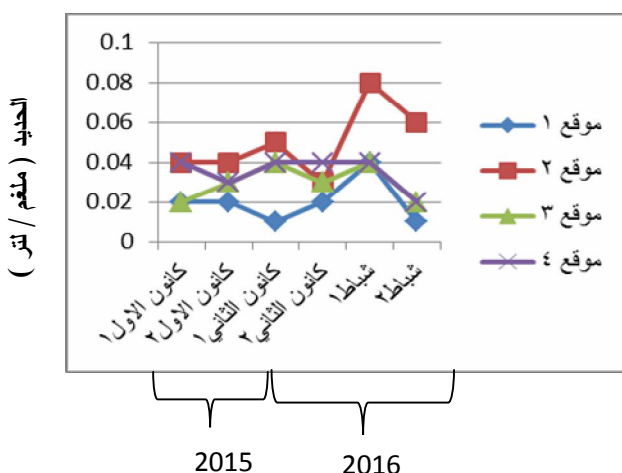 الحديد ( ملغم / لتر )
0.1
0.08
0.06
0.04
0.02
0
كانون الاول١
كانون الاول٢
كانون الثاني١
كانون الثاني٢
شباط١
شباط٢
موقع ١
موقع ٢
موقع ٣
موقع ٤
2015
2016